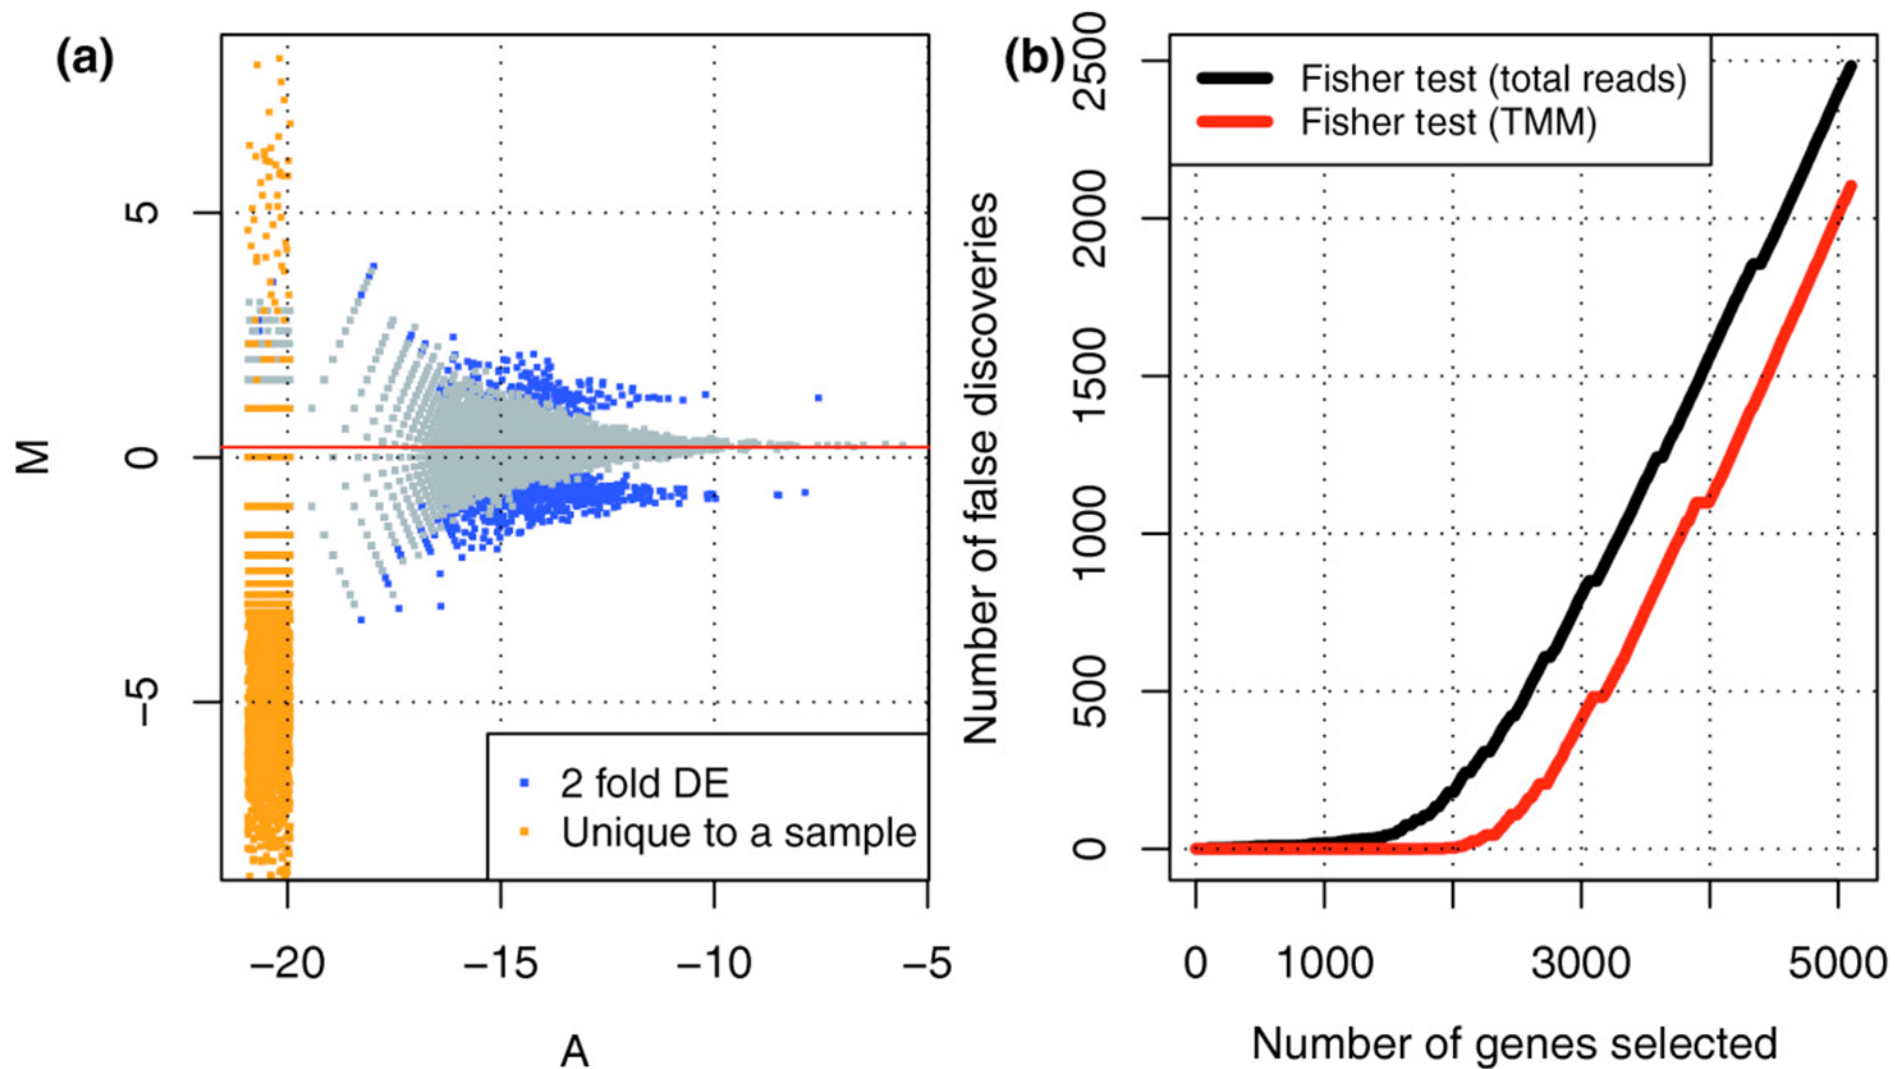 (a)
M
5
0
−5
−20
−15
−10
−5
A
2 fold DE
Unique to a sample
(b)
Number of false discoveries
2500
2000
1500
1000
500
0
Fisher test (total reads)
Fisher test (TMM)
0
1000
3000
5000
Number of genes selected